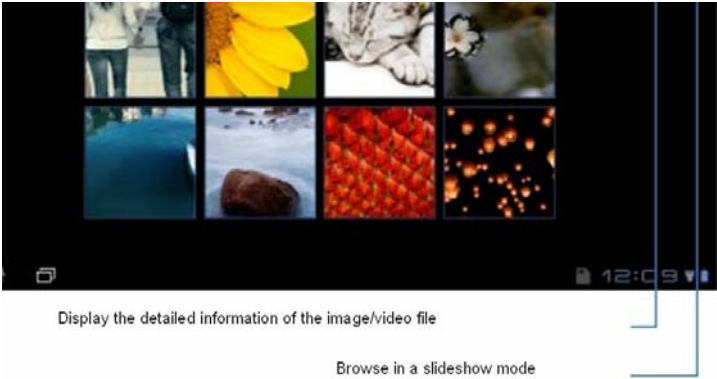 12:09
Display the detailed information of the image/video file
Browse in a slideshow mode